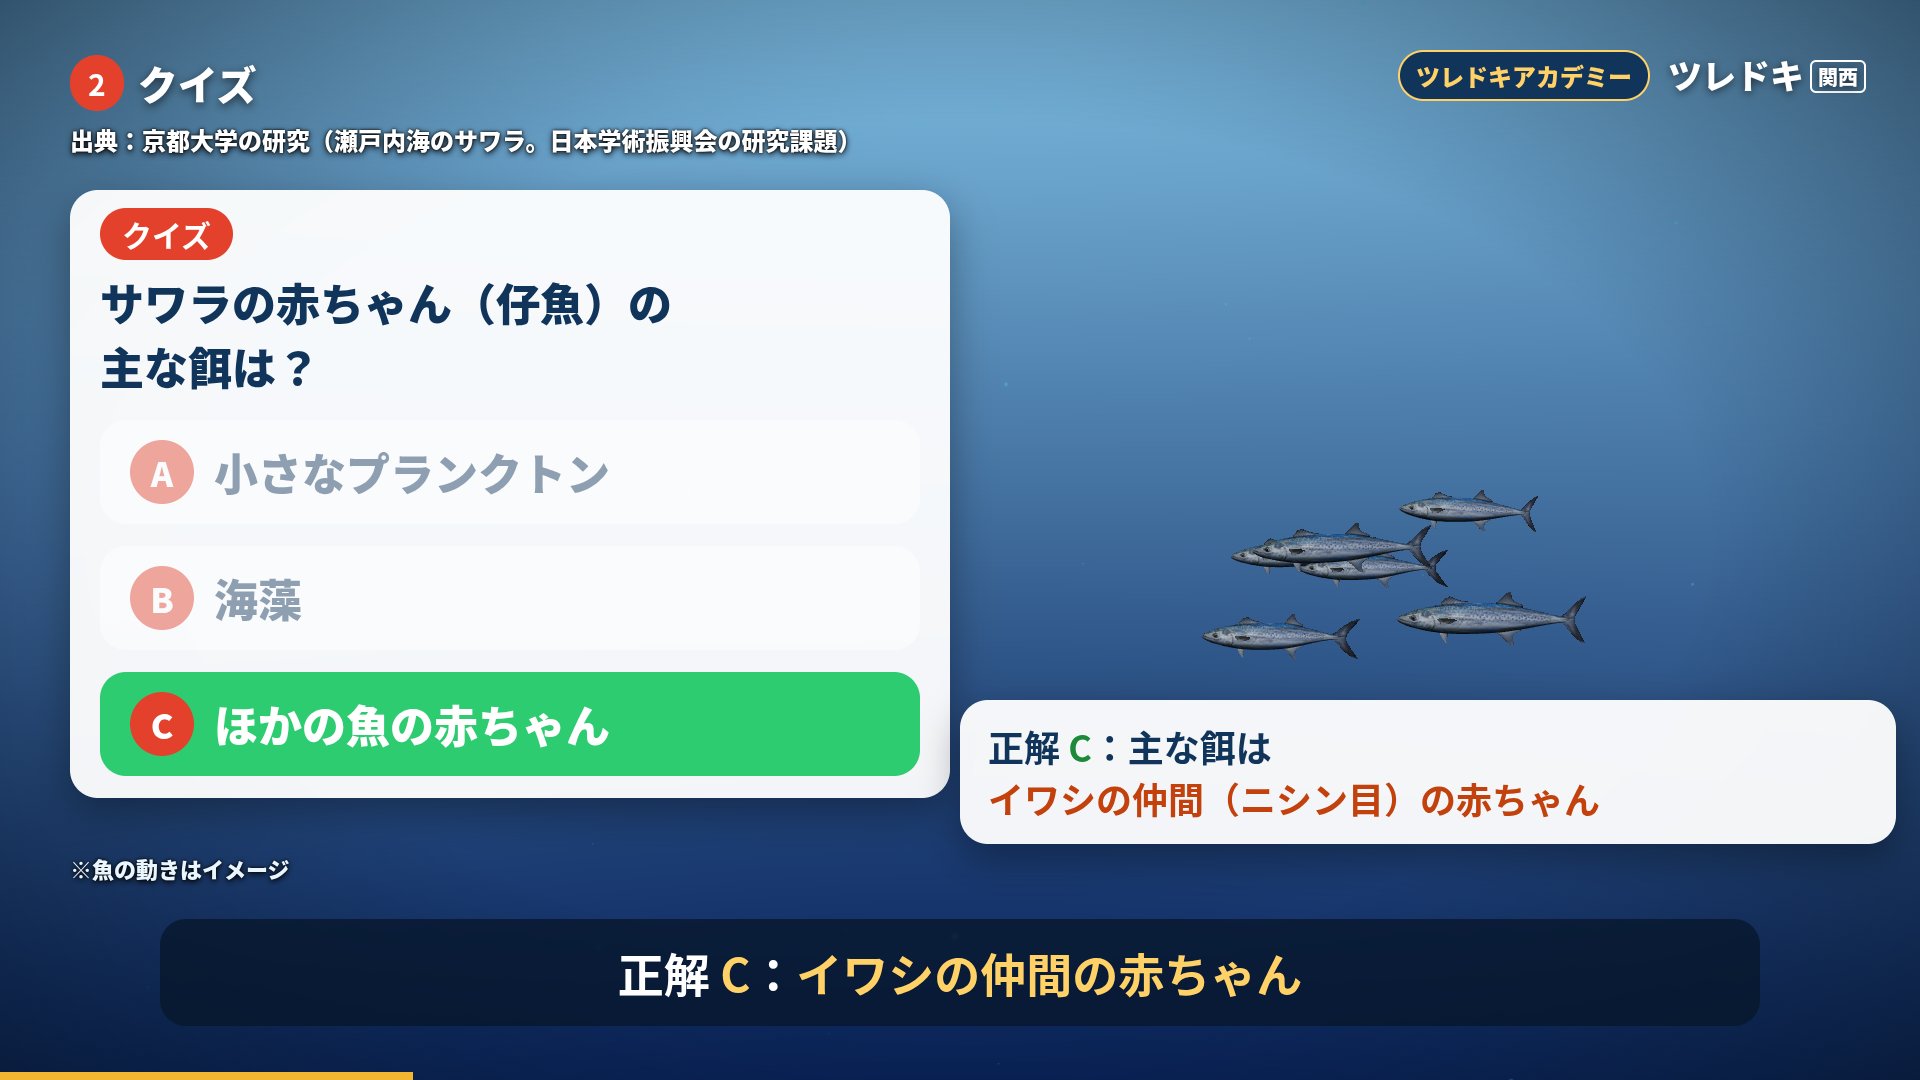 2 クイズ
ツレドキアカデミー ツレドキ 関西
出典：京都大学の研究（瀬戸内海のサワラ。日本学術振興会の研究課題）
クイズ
サワラの赤ちゃん（仔魚）の
主な餌は？
A 小さなプランクトン
B 海藻
C ほかの魚の赤ちゃん
正解 C：主な餌は
イワシの仲間（ニシン目）の赤ちゃん
※魚の動きはイメージ
正解 C：イワシの仲間の赤ちゃん